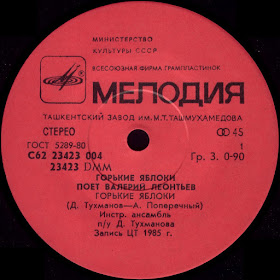 МИНИСТЕРСТВО
КУЛЬТУРЫ СССР
ВСЕСОЮЗНАЯ ФИРМА ГРАМПЛАСТИНОК
МЕЛОДИЯ
ТАШКЕНТСКИЙ ЗАВОД ИМ. М.Т. ТАШМУХАМЕДОВА
СТЕРЕО 45
ГОСТ 5289-80 1
С62 23423 004 Гр. 3. 0-90
23423 DMM
ГОРЬКИЕ ЯБЛОКИ
ПОЕТ ВАЛЕРИЙ ЛЕОНТЬЕВ
ГОРЬКИЕ ЯБЛОКИ
(Д. Тухманов—А. Поперечный)
Инстр. ансамбль
п/у Д. Тухманова
Запись ЦТ 1985 г.